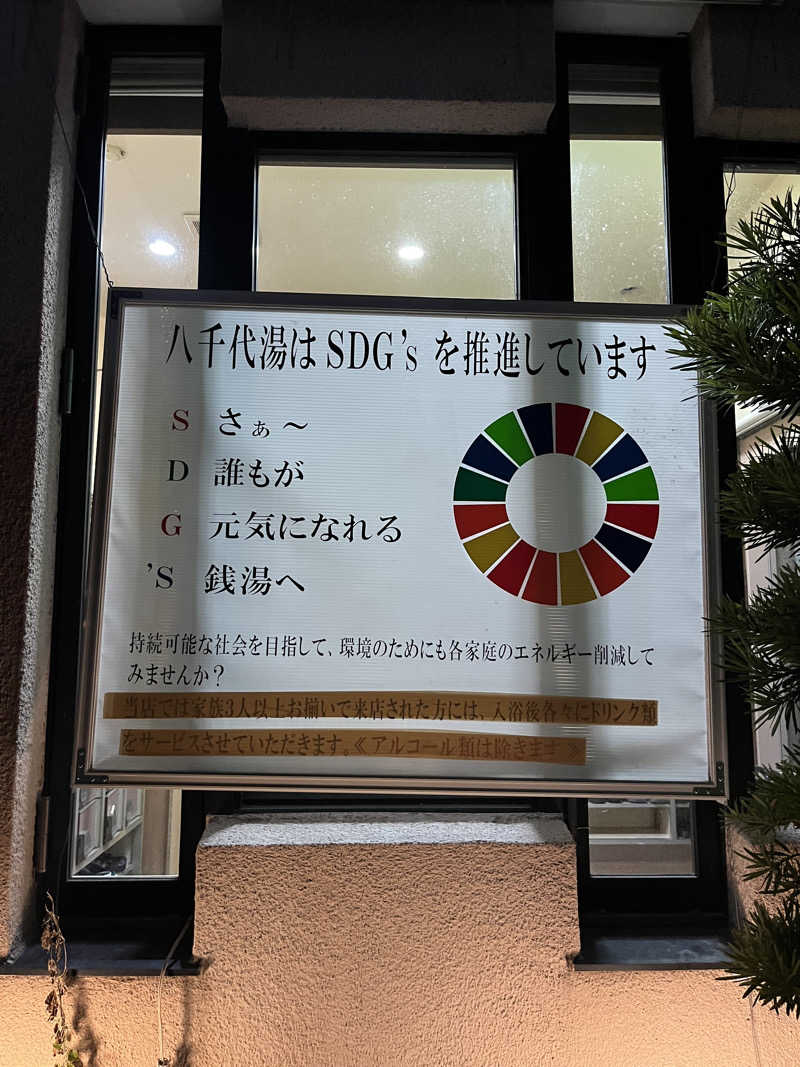 八千代湯は SDG's を推進しています
S さぁ～
D 誰もが
G 元気になれる
'S 銭湯へ
持続可能な社会を目指して、環境のためにも各家庭のエネルギー削減して
みませんか？
当店では家族3人以上お揃いで来店された方には、入浴後各々にドリンク類
をサービスさせていただきます。《アルコール類は除きます》